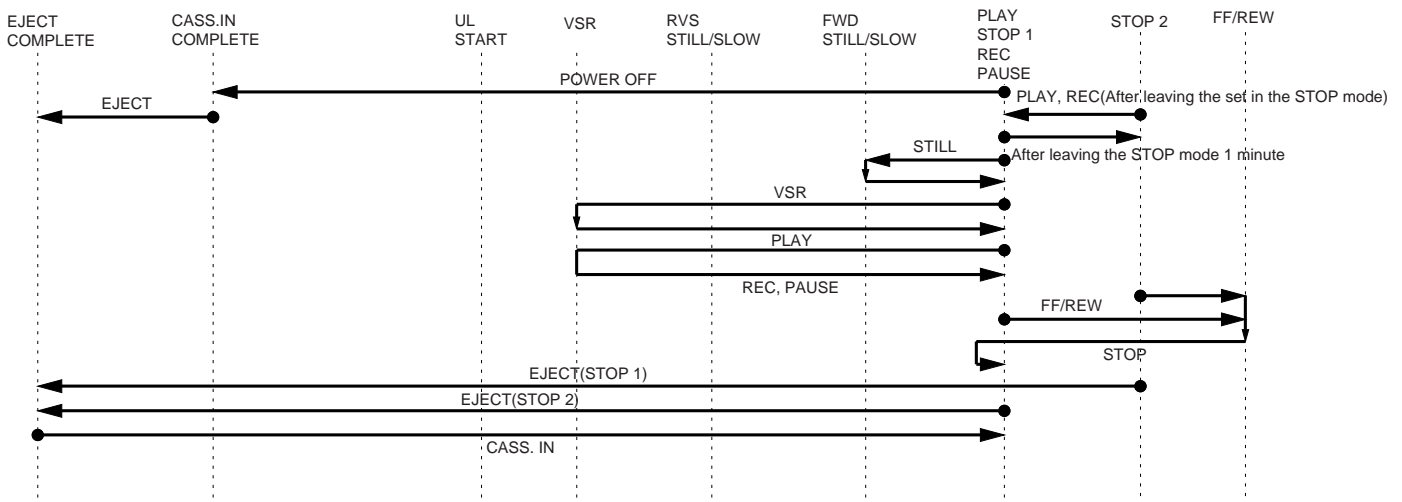 EJECT
COMPLETE
CASS.IN
COMPLETE
UL
START
VSR
RVS
STILL/SLOW
FWD
STILL/SLOW
PLAY
STOP 1
REC
PAUSE
STOP 2
FF/REW
POWER OFF
EJECT
PLAY, REC(After leaving the set in the STOP mode)
STILL
After leaving the STOP mode 1 minute
VSR
PLAY
REC, PAUSE
FF/REW
STOP
EJECT(STOP 1)
EJECT(STOP 2)
CASS. IN